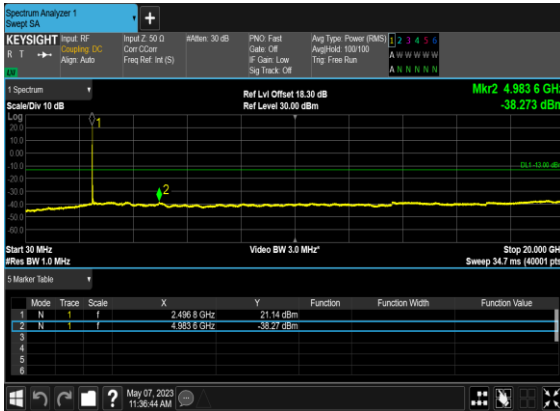 Spectrum Analyzer 1
Swept SA
KEYSIGHT Input: RF Input Z: 50 Ω #Atten: 30 dB PNO: Fast Avg Type: Power (RMS) 1 2 3 4 5 6
R T Coupling: DC Corr CCorr Gate: Off Avg|Hold: 100/100 A W W W W W
Align: Auto Freq Ref: Int (S) IF Gain: Low Trig: Free Run
Sig Track: Off A N N N N N
1 Spectrum
Ref Lvl Offset 18.30 dB Mkr2 4.983 6 GHz
Scale/Div 10 dB Ref Level 30.00 dBm -38.273 dBm
Log
1
20.0
10.0
0.00
-10.0 DL1 -13.00 dBm
-20.0
-30.0 2
-40.0
-50.0
-60.0
Start 30 MHz Video BW 3.0 MHz* Stop 20.000 GHz
#Res BW 1.0 MHz Sweep 34.7 ms (40001 pts)
5 Marker Table
Mode Trace Scale X Y Function Function Width Function Value
1 N 1 f 2.496 8 GHz 21.14 dBm
2 N 1 f 4.983 6 GHz -38.27 dBm
3
4
5
6
? May 07, 2023
11:36:44 AM